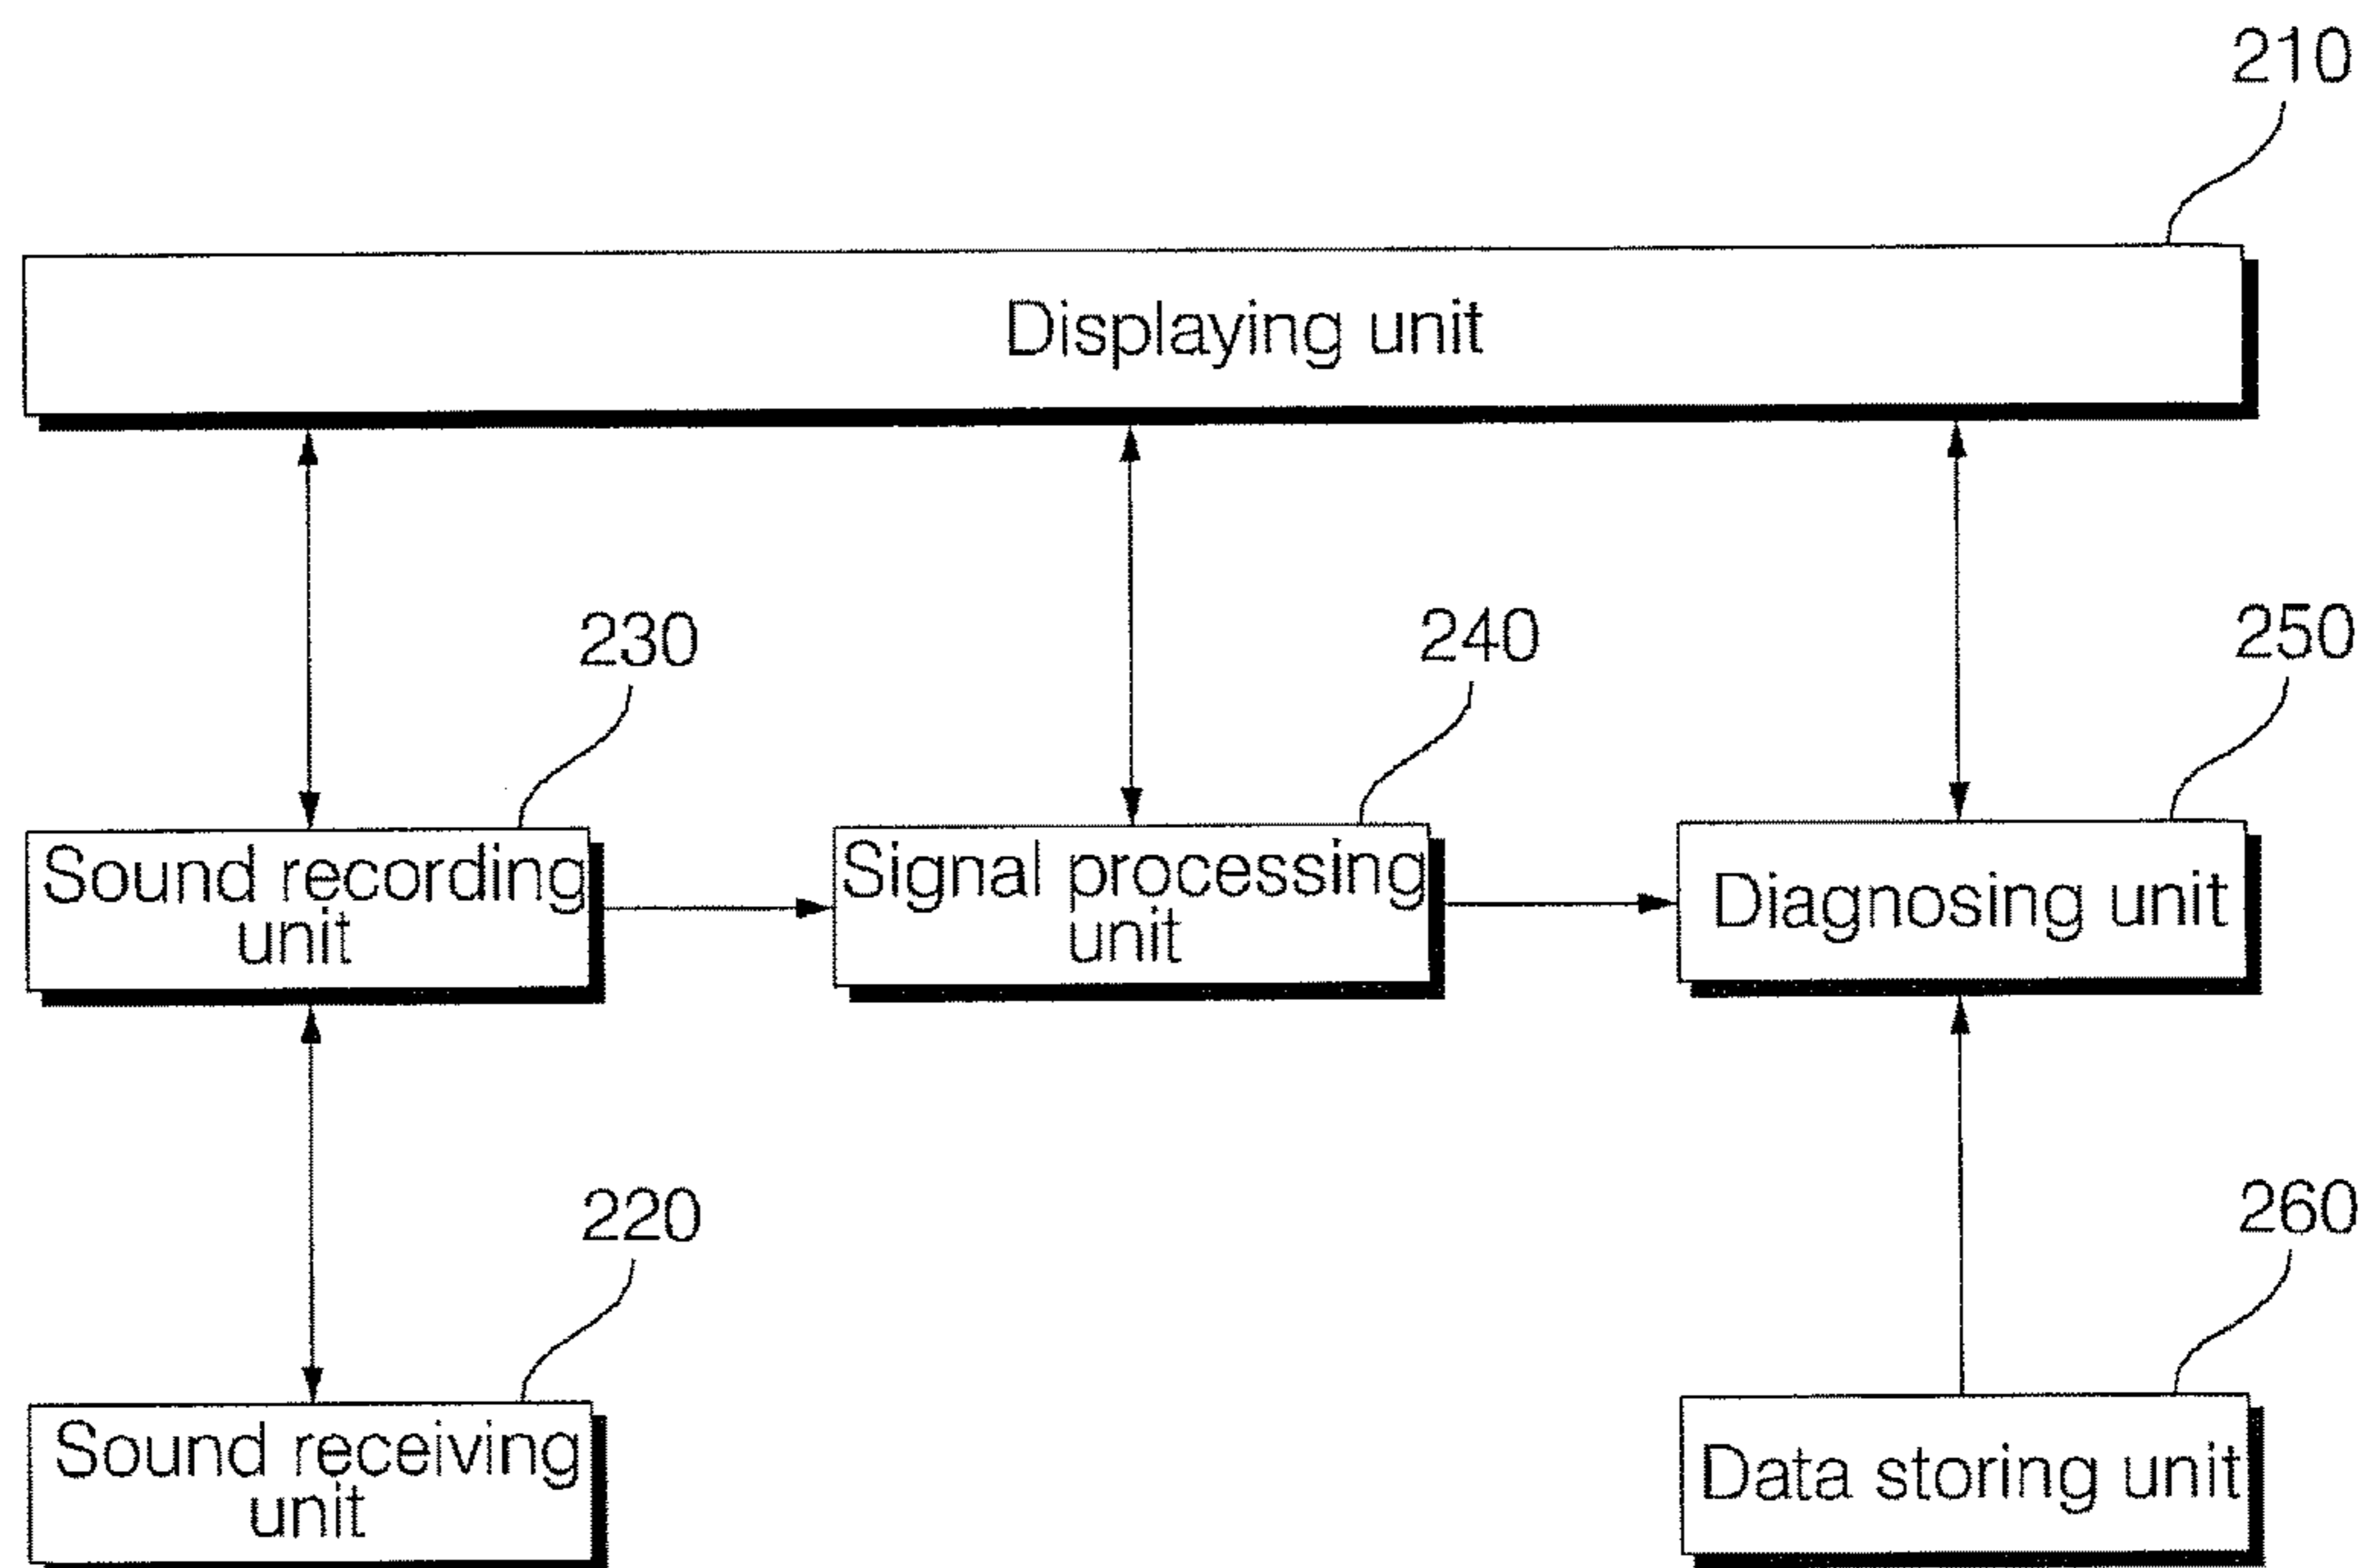 210
Displaying unit
230
240
250
Sound recording
unit
Signal processing
unit
Diagnosing unit
220
260
Sound receiving
unit
Data storing unit